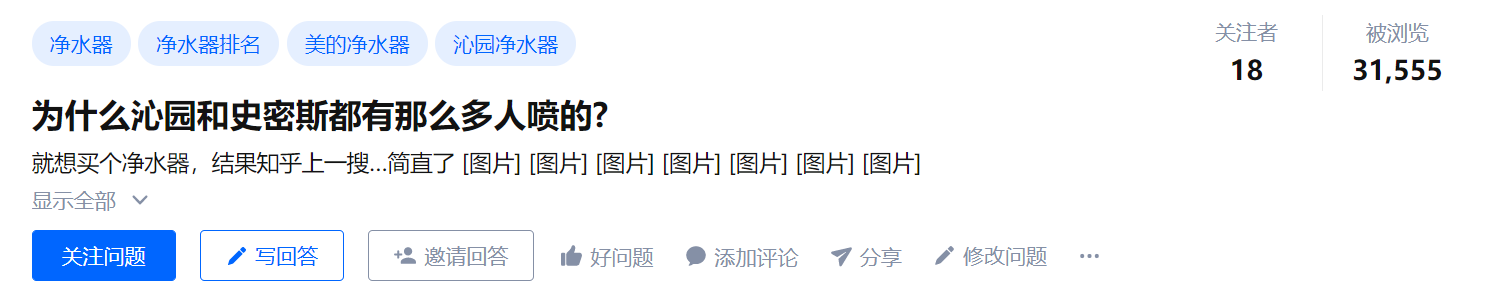 净水器 净水器排名 美的净水器 沁园净水器
关注者 被浏览
18 31,555
为什么沁园和史密斯都有那么多人喷的?
就想买个净水器，结果知乎上一搜...简直了 [图片] [图片] [图片] [图片] [图片] [图片] [图片]
显示全部
关注问题 写回答 邀请回答 好问题 添加评论 分享 修改问题 ···